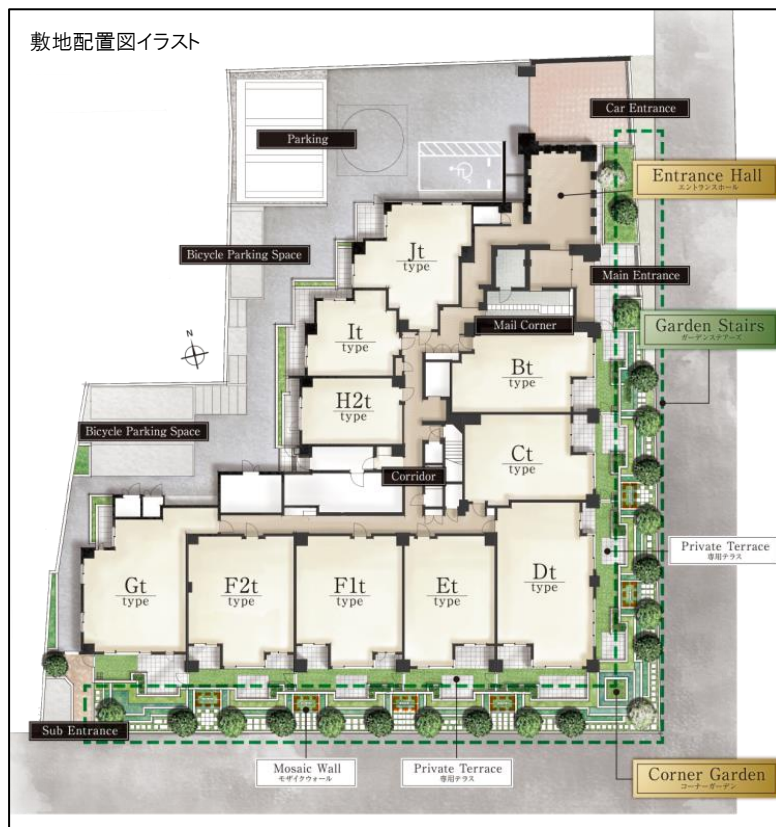 敷地配置図イラスト
Car Entrance
Parking
Entrance Hall
エントランスホール
Jt
type
Bicycle Parking Space
Main Entrance
It
type
Mail Corner
Garden Stairs
ガーデンステアーズ
N
Bt
type
H2t
type
Bicycle Parking Space
Ct
type
Corridor
Private Terrace
専用テラス
Gt
type
F2t
type
F1t
type
Et
type
Dt
type
Sub Entrance
Mosaic Wall
モザイクウォール
Private Terrace
専用テラス
Corner Garden
コーナーガーデン